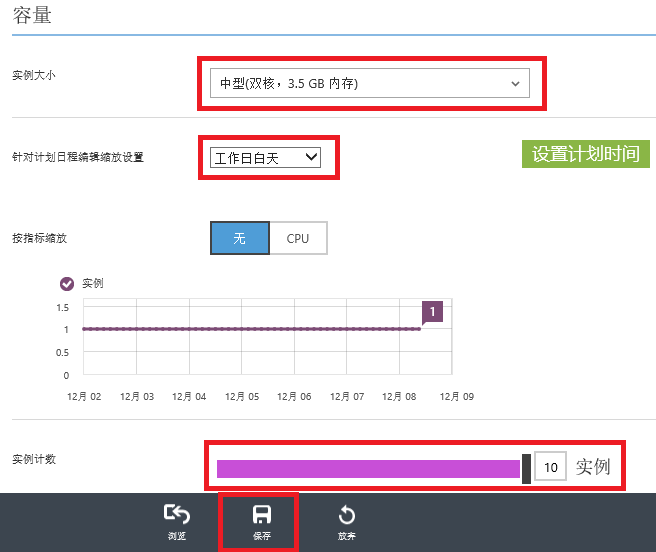 容量
实例大小
中型(双核，3.5 GB 内存)
针对计划日程编辑缩放设置
工作日白天
设置计划时间
按指标缩放
无
CPU
实例
1.5
1
0.5
0
1
12月 02
12月 03
12月 04
12月 05
12月 06
12月 07
12月 08
12月 09
实例计数
10
实例
浏览
保存
放弃